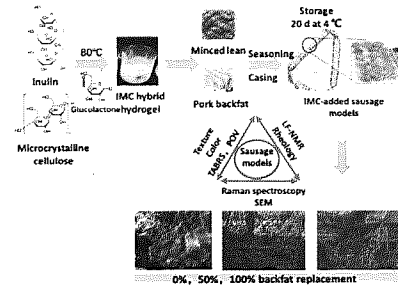 Storage
20 d at 4 ℃
80℃
Minced lean
Seasoning
Casing
Inulin
Glucolactone
IMC hybrid
hydrogel
Pork backfat
IMC-added sausage
models
Microcrystalline
cellulose
Texture
Color
TABRS, POV
Sausage
models
LF-NMR
Rheology
Raman spectroscopy
SEM
0%, 50%, 100% backfat replacement